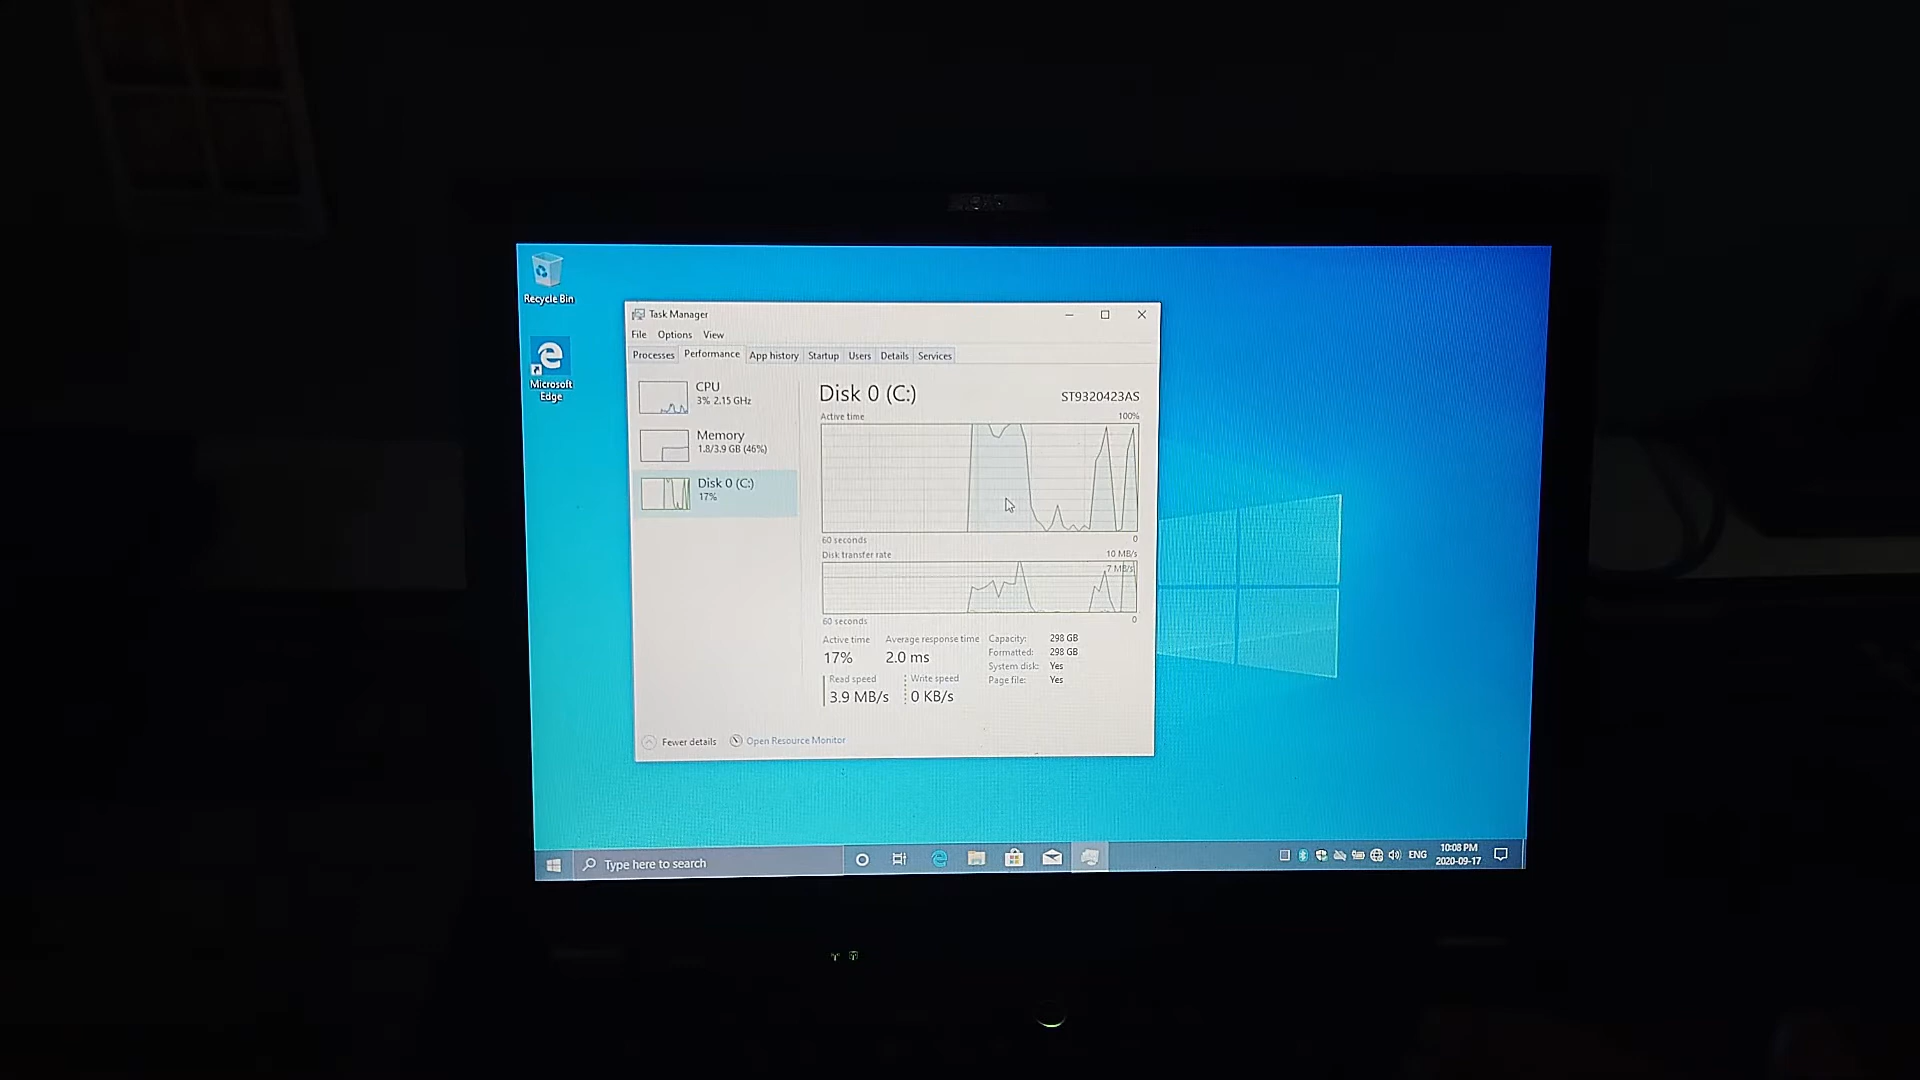 Recycle Bin
Microsoft
Edge
Task Manager
File Options View
Processes Performance App history Startup Users Details Services
CPU
3% 2.15 GHz
Memory
1.8/3.9 GB (46%)
Disk 0 (C:)
17%
Disk 0 (C:) ST9320423AS
Active time 100%
60 seconds 0
Disk transfer rate 10 MB/s
7 MB/s
60 seconds 0
Active time Average response time
17% 2.0 ms
Read speed Write speed
3.9 MB/s 0 KB/s
Capacity: 298 GB
Formatted: 298 GB
System disk: Yes
Page file: Yes
Fewer details Open Resource Monitor
Type here to search
ENG
10:08 PM
2020-09-17